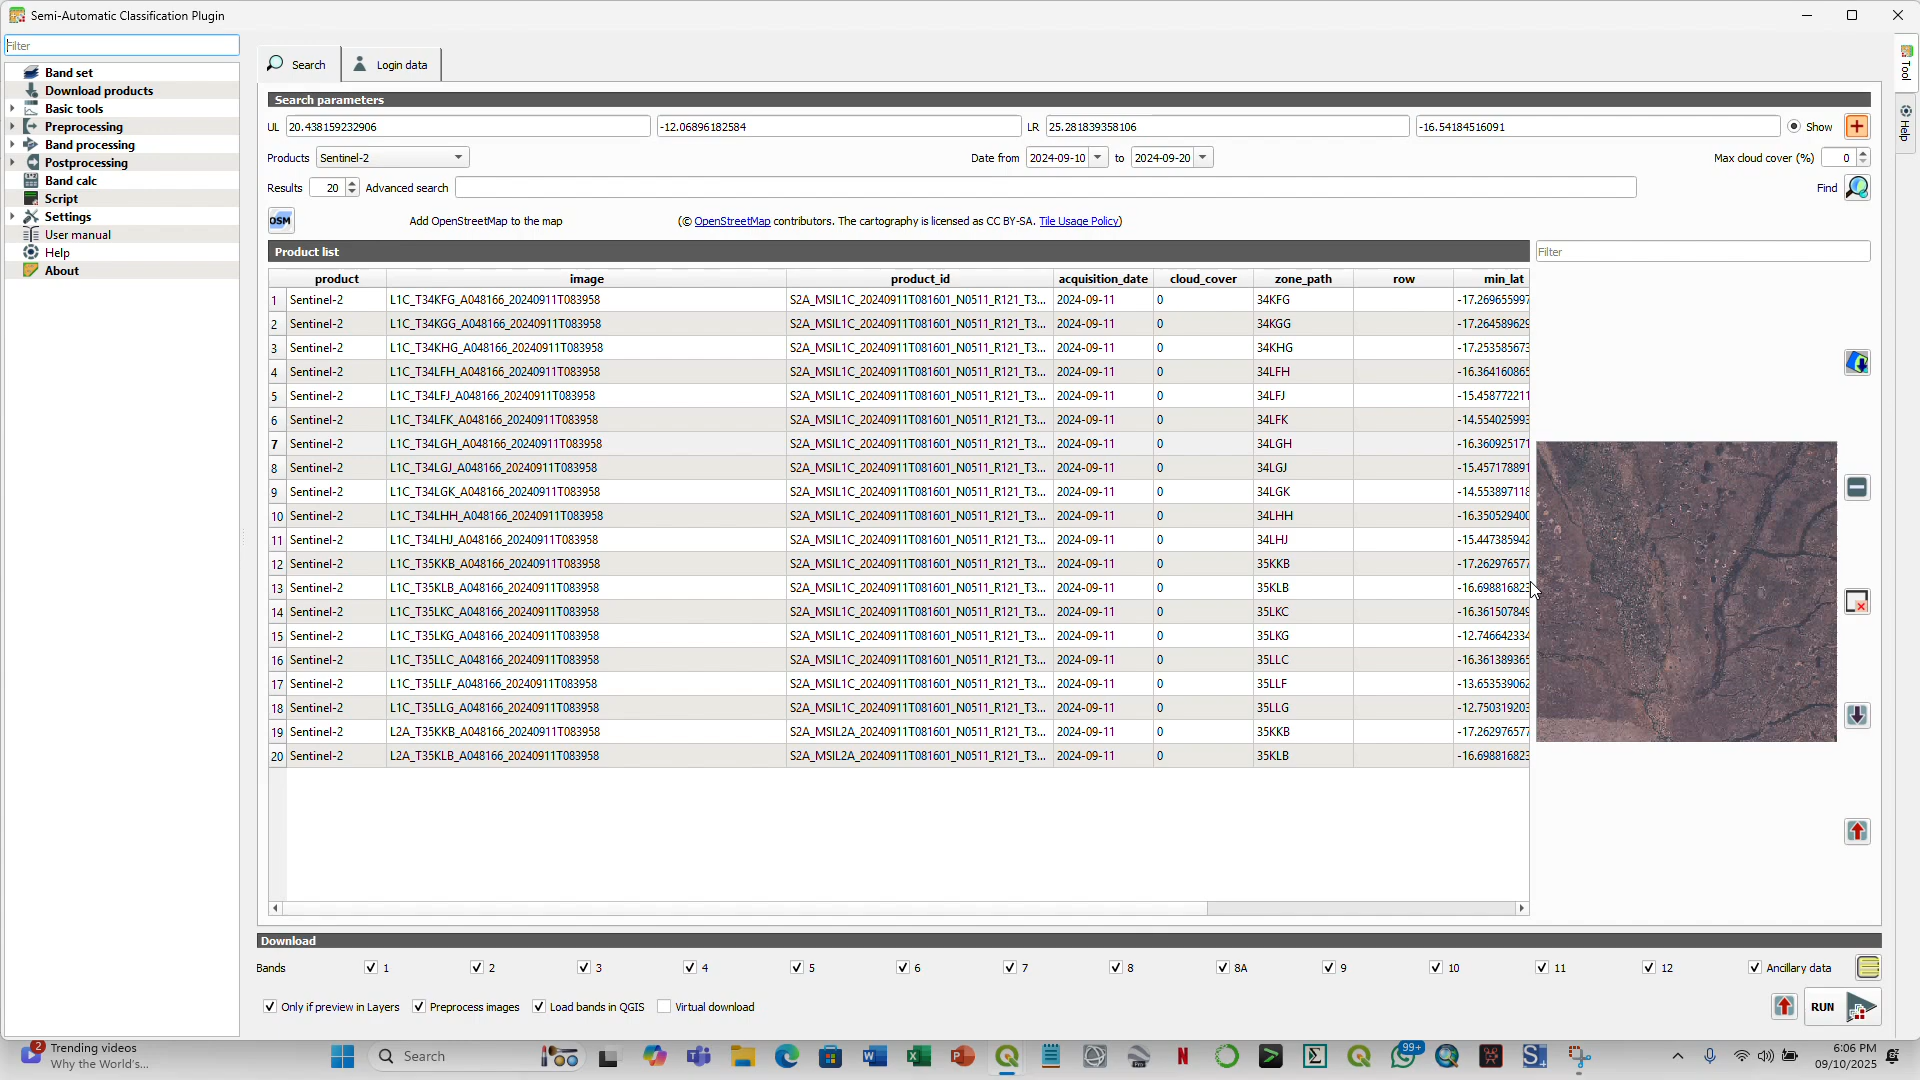 Semi-Automatic Classification Plugin
Filter
Band set
Download products
Basic tools
Preprocessing
Band processing
Postprocessing
Band calc
Script
Settings
User manual
Help
About
Search
Login data
Search parameters
UL 20.438159232906 -12.06896182584 LR 25.281839358106 -16.54184516091 Show
Products Sentinel-2 Date from 2024-09-10 to 2024-09-20 Max cloud cover (%) 0
Results 20 Advanced search Find
OSM Add OpenStreetMap to the map (© OpenStreetMap contributors. The cartography is licensed as CC BY-SA. Tile Usage Policy)
Product list Filter
product image product_id acquisition_date cloud_cover zone_path row min_lat
1 Sentinel-2 L1C_T34KFG_A048166_20240911T083958 S2A_MSIL1C_20240911T081601_N0511_R121_T3... 2024-09-11 0 34KFG -17.269655997
2 Sentinel-2 L1C_T34KGG_A048166_20240911T083958 S2A_MSIL1C_20240911T081601_N0511_R121_T3... 2024-09-11 0 34KGG -17.264589629
3 Sentinel-2 L1C_T34KHG_A048166_20240911T083958 S2A_MSIL1C_20240911T081601_N0511_R121_T3... 2024-09-11 0 34KHG -17.253585673
4 Sentinel-2 L1C_T34LFH_A048166_20240911T083958 S2A_MSIL1C_20240911T081601_N0511_R121_T3... 2024-09-11 0 34LFH -16.364160865
5 Sentinel-2 L1C_T34LFJ_A048166_20240911T083958 S2A_MSIL1C_20240911T081601_N0511_R121_T3... 2024-09-11 0 34LFJ -15.458772211
6 Sentinel-2 L1C_T34LFK_A048166_20240911T083958 S2A_MSIL1C_20240911T081601_N0511_R121_T3... 2024-09-11 0 34LFK -14.554025993
7 Sentinel-2 L1C_T34LGH_A048166_20240911T083958 S2A_MSIL1C_20240911T081601_N0511_R121_T3... 2024-09-11 0 34LGH -16.360925171
8 Sentinel-2 L1C_T34LGJ_A048166_20240911T083958 S2A_MSIL1C_20240911T081601_N0511_R121_T3... 2024-09-11 0 34LGJ -15.457178891
9 Sentinel-2 L1C_T34LGK_A048166_20240911T083958 S2A_MSIL1C_20240911T081601_N0511_R121_T3... 2024-09-11 0 34LGK -14.553897118
10 Sentinel-2 L1C_T34LHH_A048166_20240911T083958 S2A_MSIL1C_20240911T081601_N0511_R121_T3... 2024-09-11 0 34LHH -16.350529400
11 Sentinel-2 L1C_T34LHJ_A048166_20240911T083958 S2A_MSIL1C_20240911T081601_N0511_R121_T3... 2024-09-11 0 34LHJ -15.447385942
12 Sentinel-2 L1C_T35KKB_A048166_20240911T083958 S2A_MSIL1C_20240911T081601_N0511_R121_T3... 2024-09-11 0 35KKB -17.262976577
13 Sentinel-2 L1C_T35KLB_A048166_20240911T083958 S2A_MSIL1C_20240911T081601_N0511_R121_T3... 2024-09-11 0 35KLB -16.698816823
14 Sentinel-2 L1C_T35LKC_A048166_20240911T083958 S2A_MSIL1C_20240911T081601_N0511_R121_T3... 2024-09-11 0 35LKC -16.361507849
15 Sentinel-2 L1C_T35LKG_A048166_20240911T083958 S2A_MSIL1C_20240911T081601_N0511_R121_T3... 2024-09-11 0 35LKG -12.746642334
16 Sentinel-2 L1C_T35LLC_A048166_20240911T083958 S2A_MSIL1C_20240911T081601_N0511_R121_T3... 2024-09-11 0 35LLC -16.361389365
17 Sentinel-2 L1C_T35LLF_A048166_20240911T083958 S2A_MSIL1C_20240911T081601_N0511_R121_T3... 2024-09-11 0 35LLF -13.653539062
18 Sentinel-2 L1C_T35LLG_A048166_20240911T083958 S2A_MSIL1C_20240911T081601_N0511_R121_T3... 2024-09-11 0 35LLG -12.750319203
19 Sentinel-2 L2A_T35KKB_A048166_20240911T083958 S2A_MSIL2A_20240911T081601_N0511_R121_T3... 2024-09-11 0 35KKB -17.262976577
20 Sentinel-2 L2A_T35KLB_A048166_20240911T083958 S2A_MSIL2A_20240911T081601_N0511_R121_T3... 2024-09-11 0 35KLB -16.698816823
Download
Bands 1 2 3 4 5 6 7 8 8A 9 10 11 12 Ancillary data
Only if preview in Layers Preprocess images Load bands in QGIS Virtual download RUN
Tool
Help
2 Trending videos
Why the World's...
Search
99+
6:06 PM
09/10/2025